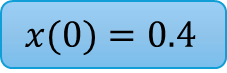 x(0) = 0.4